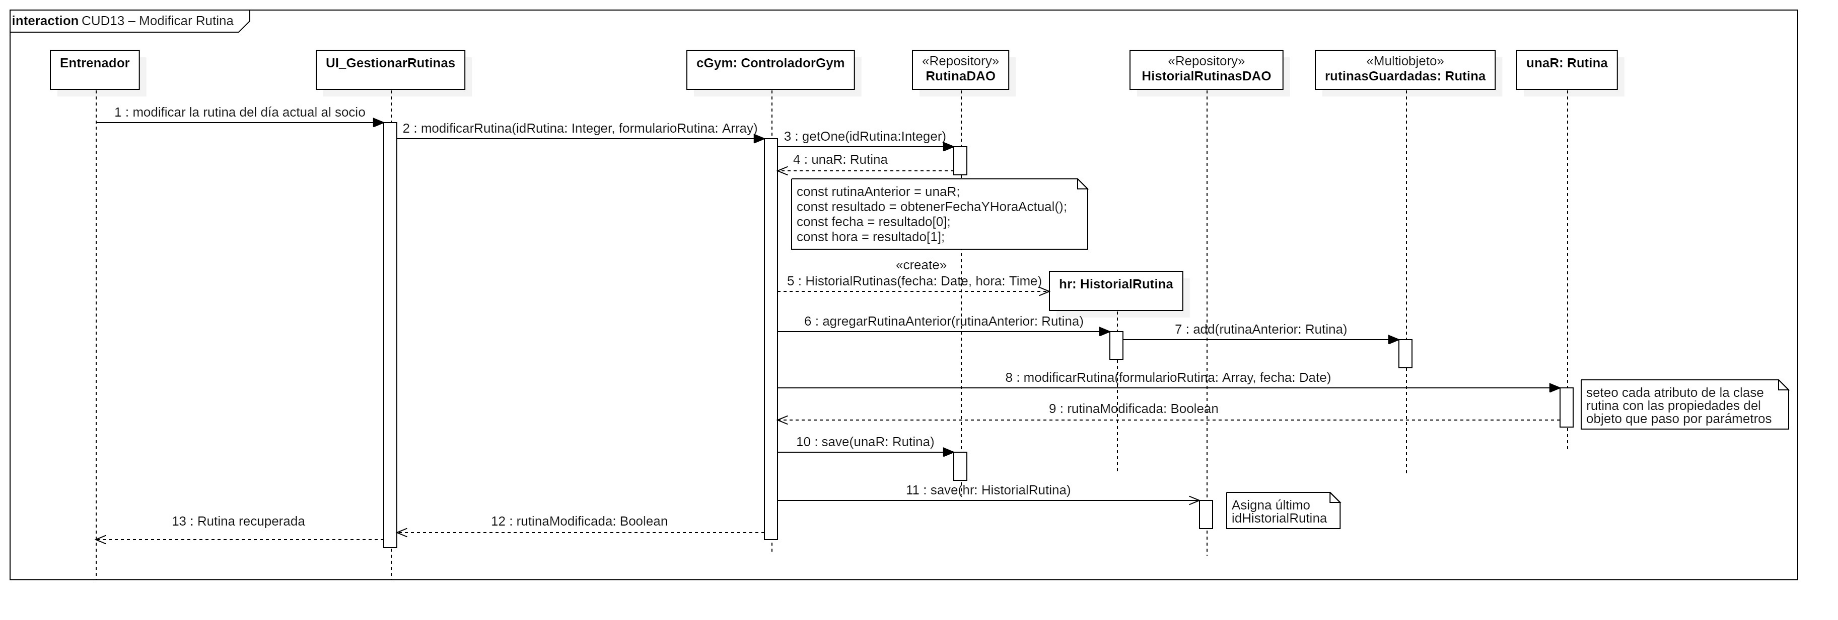 interaction CUD13 – Modificar Rutina
Entrenador
UI_GestionarRutinas
cGym: ControladorGym
«Repository»
RutinaDAO
«Repository»
HistorialRutinasDAO
«Multiobjeto»
rutinasGuardadas: Rutina
unaR: Rutina
1 : modificar la rutina del día actual al socio
2 : modificarRutina(idRutina: Integer, formularioRutina: Array)
3 : getOne(idRutina:Integer)
4 : unaR: Rutina
const rutinaAnterior = unaR;
const resultado = obtenerFechaYHoraActual();
const fecha = resultado[0];
const hora = resultado[1];
«create»
5 : HistorialRutinas(fecha: Date, hora: Time)
hr: HistorialRutina
6 : agregarRutinaAnterior(rutinaAnterior: Rutina)
7 : add(rutinaAnterior: Rutina)
8 : modificarRutina(formularioRutina: Array, fecha: Date)
seteo cada atributo de la clase
rutina con las propiedades del
objeto que paso por parámetros
9 : rutinaModificada: Boolean
10 : save(unaR: Rutina)
11 : save(hr: HistorialRutina)
Asigna último
idHistorialRutina
12 : rutinaModificada: Boolean
13 : Rutina recuperada